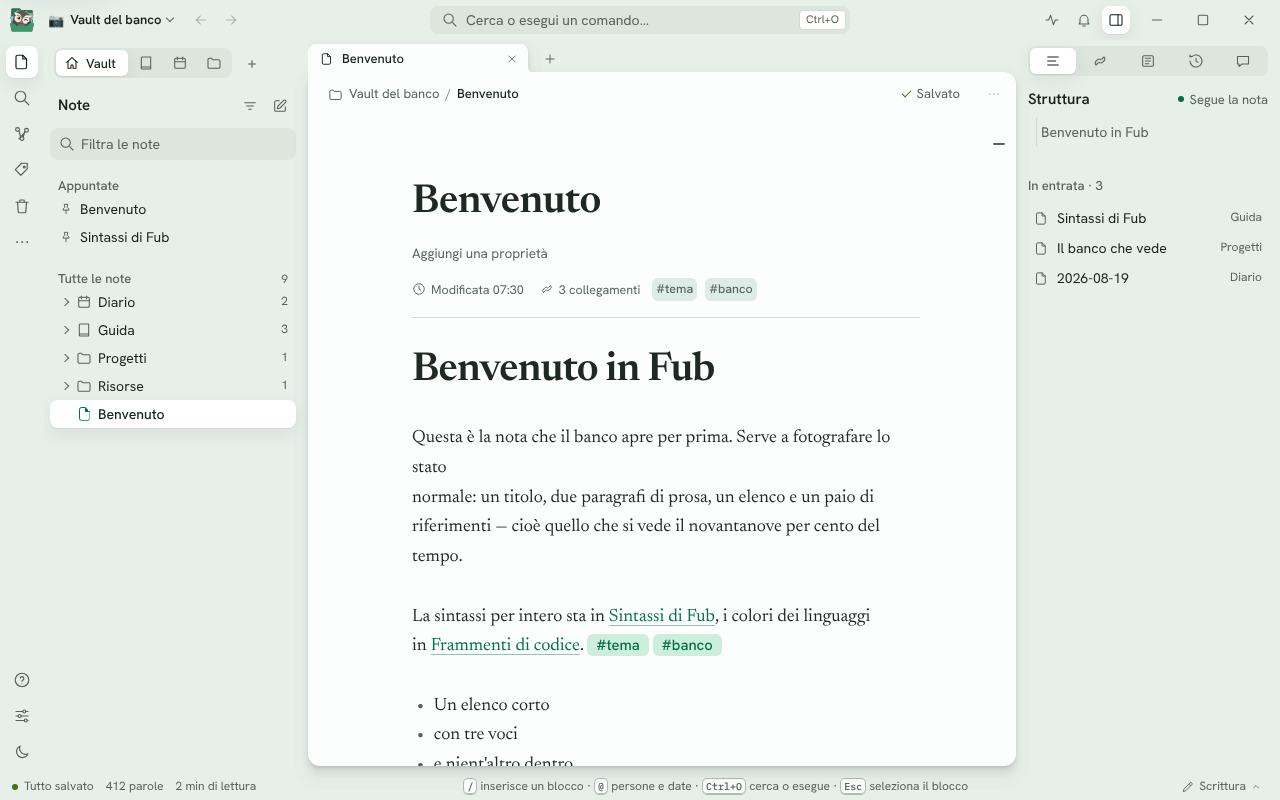 Vault del banco
Cerca o esegui un comando...
Ctrl+O
Vault
Note
Filtra le note
Appuntate
Benvenuto
Sintassi di Fub
Tutte le note 9
Diario 2
Guida 3
Progetti 1
Risorse 1
Benvenuto
Benvenuto
Vault del banco / Benvenuto
Salvato
Benvenuto
Aggiungi una proprietà
Modificata 07:30 3 collegamenti #tema #banco
Benvenuto in Fub
Questa è la nota che il banco apre per prima. Serve a fotografare lo
stato
normale: un titolo, due paragrafi di prosa, un elenco e un paio di
riferimenti — cioè quello che si vede il novantanove per cento del
tempo.
La sintassi per intero sta in Sintassi di Fub, i colori dei linguaggi
in Frammenti di codice. #tema #banco
• Un elenco corto
• con tre voci
• e nient'altro dentro
Struttura
Segue la nota
Benvenuto in Fub
In entrata · 3
Sintassi di Fub Guida
Il banco che vede Progetti
2026-08-19 Diario
Tutto salvato 412 parole 2 min di lettura
/ inserisce un blocco · @ persone e date · Ctrl+O cerca o esegue · Esc seleziona il blocco
Scrittura